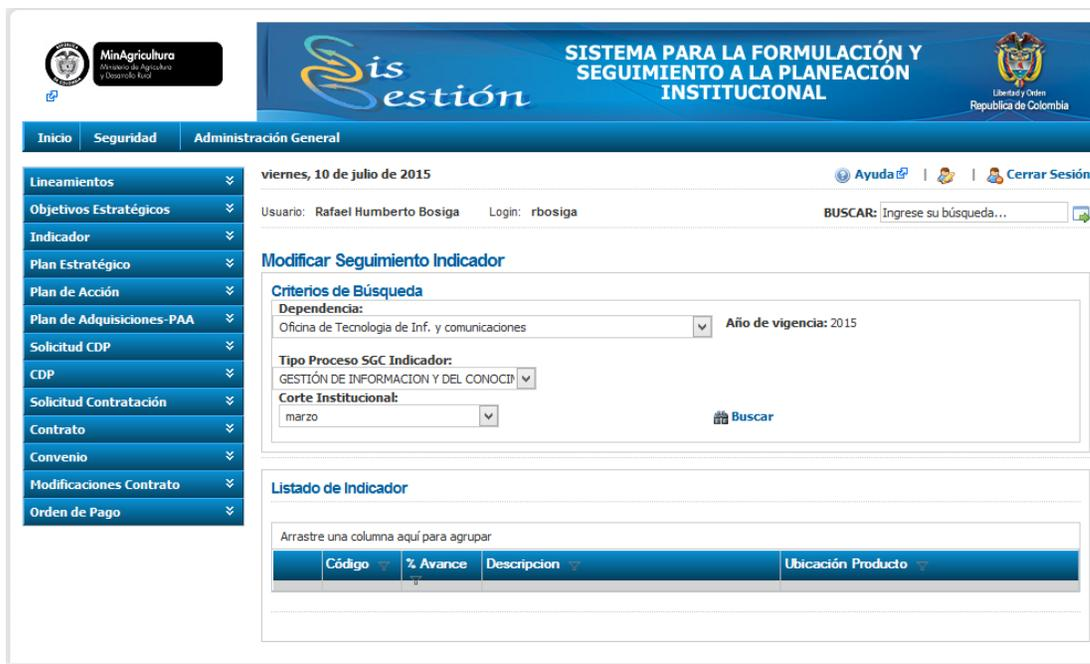 MinAgricultura
Ministerio de Agricultura
y Desarrollo Rural
Sis
Gestión
SISTEMA PARA LA FORMULACIÓN Y
SEGUIMIENTO A LA PLANEACIÓN
INSTITUCIONAL
Libertad y Orden
Republica de Colombia
Inicio Seguridad Administración General
Lineamientos
Objetivos Estratégicos
Indicador
Plan Estratégico
Plan de Acción
Plan de Adquisiciones-PAA
Solicitud CDP
CDP
Solicitud Contratación
Contrato
Convenio
Modificaciones Contrato
Orden de Pago
viernes, 10 de julio de 2015 Ayuda | | Cerrar Sesión
Usuario: Rafael Humberto Bosiga Login: rbosiga BUSCAR: Ingrese su búsqueda...
Modificar Seguimiento Indicador
Criterios de Búsqueda
Dependencia:
Oficina de Tecnologia de Inf. y comunicaciones Año de vigencia: 2015
Tipo Proceso SGC Indicador:
GESTIÓN DE INFORMACION Y DEL CONOCIM
Corte Institucional:
marzo Buscar
Listado de Indicador
Arrastre una columna aquí para agrupar
Código % Avance Descripcion Ubicación Producto